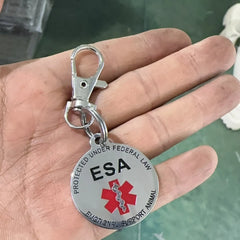 PROTECTED UNDER FEDERAL LAW
ESA
SUPPORT ANIMAL